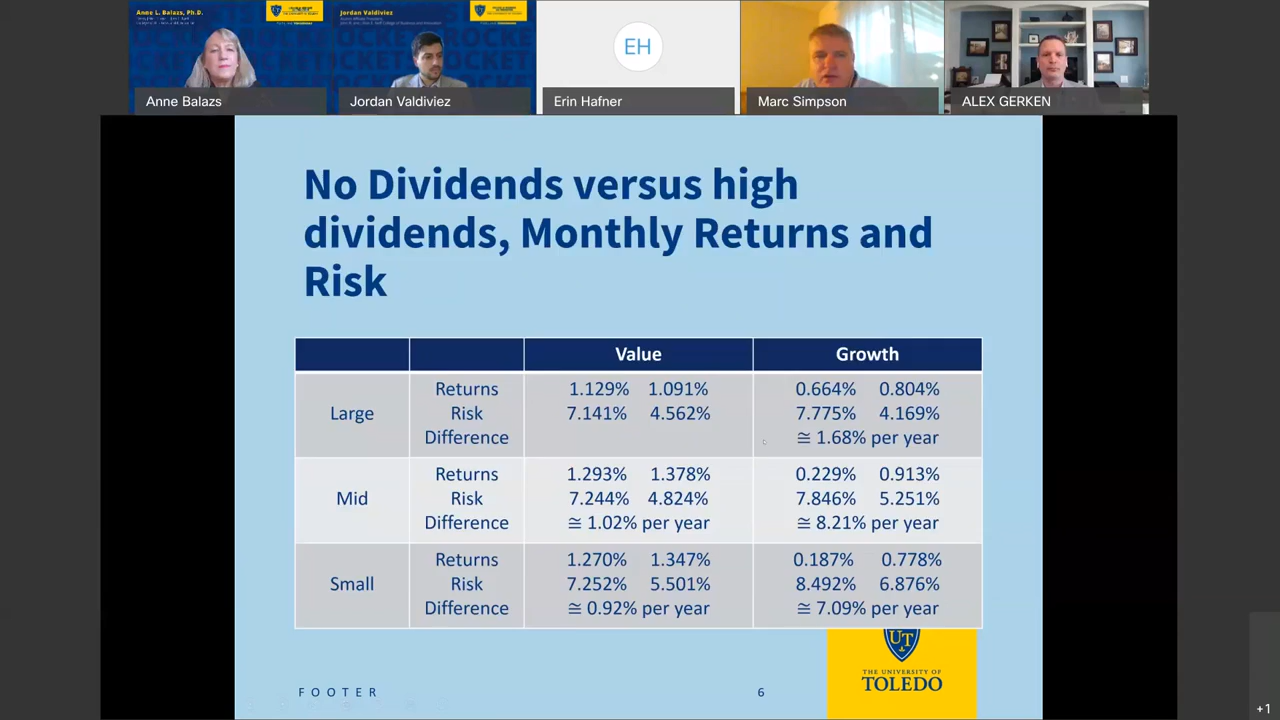 Anne L. Balazs, Ph.D.
Jordan Valdiviez
EH
Anne Balazs
Jordan Valdiviez
Erin Hafner
Marc Simpson
ALEX GERKEN
No Dividends versus high
dividends, Monthly Returns and
Risk
Value Growth
Large Returns 1.129% 1.091% 0.664% 0.804%
Risk 7.141% 4.562% 7.775% 4.169%
Difference ≅ 1.68% per year
Mid Returns 1.293% 1.378% 0.229% 0.913%
Risk 7.244% 4.824% 7.846% 5.251%
Difference ≅ 1.02% per year ≅ 8.21% per year
Small Returns 1.270% 1.347% 0.187% 0.778%
Risk 7.252% 5.501% 8.492% 6.876%
Difference ≅ 0.92% per year ≅ 7.09% per year
UT
THE UNIVERSITY OF
TOLEDO
FOOTER 6
+1